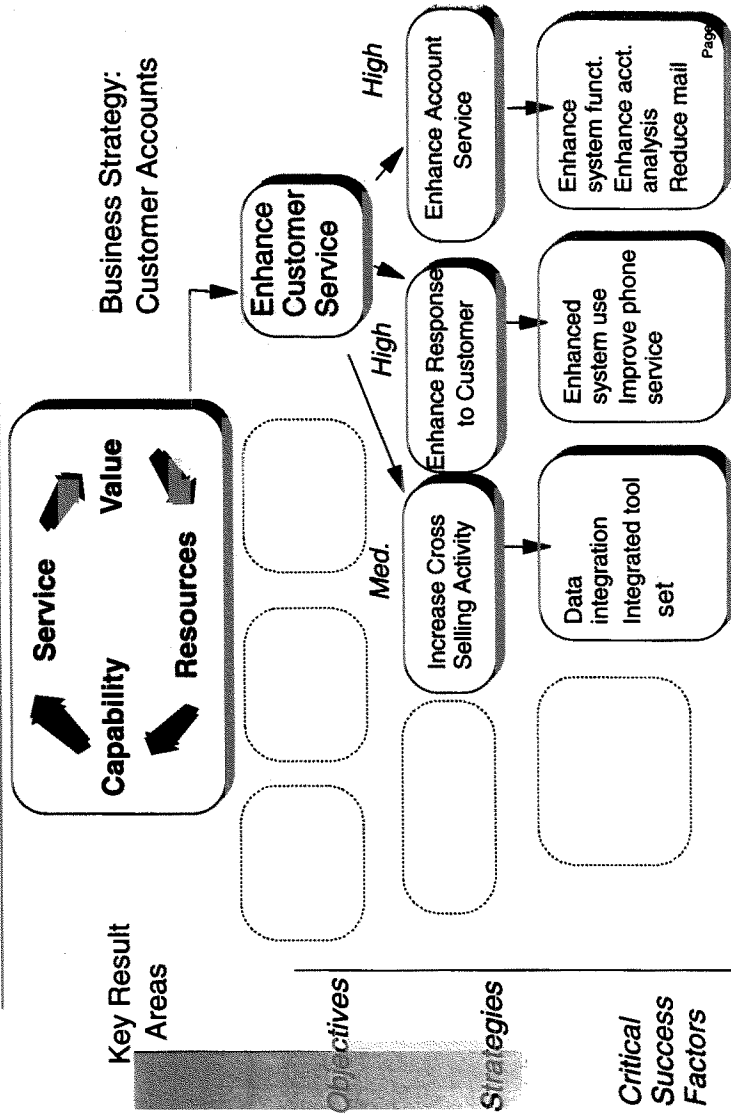 Business Strategy:
Customer Accounts
Key Result
Areas
Service
Capability
Value
Resources
Objectives
Enhance
Customer
Service
Strategies
Med.
Increase Cross
Selling Activity
High
Enhance Response
to Customer
High
Enhance Account
Service
Critical
Success
Factors
Data
integration
Integrated tool
set
Enhanced
system use
Improve phone
service
Enhance
system funct.
Enhance acct.
analysis
Reduce mail
Page